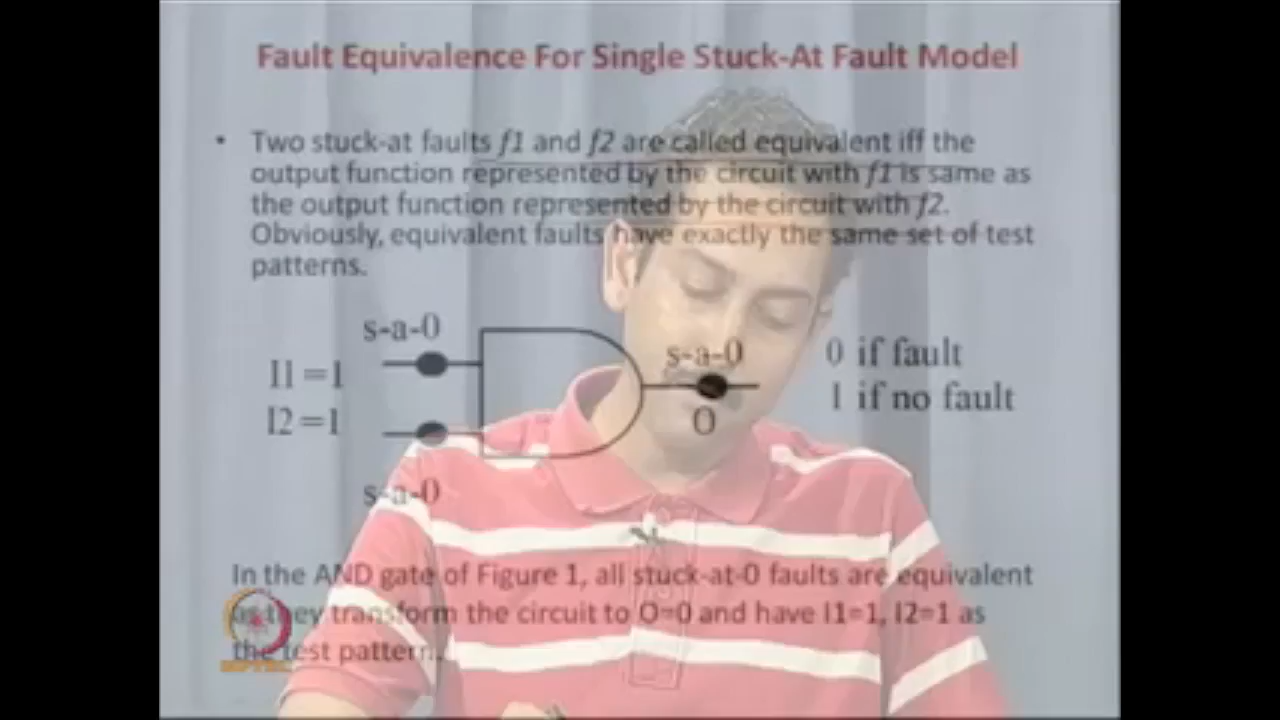 Fault Equivalence For Single Stuck-At Fault Model
• Two stuck-at faults f1 and f2 are called equivalent iff the
output function represented by the circuit with f1 is same as
the output function represented by the circuit with f2.
Obviously, equivalent faults have exactly the same set of test
patterns.
s-a-0
I1 =1
I2 =1
s-a-0
s-a-0
O
0 if fault
1 if no fault
In the AND gate of Figure 1, all stuck-at-0 faults are equivalent
as they transform the circuit to O=0 and have I1=1, I2=1 as
the test pattern.
NPTEL